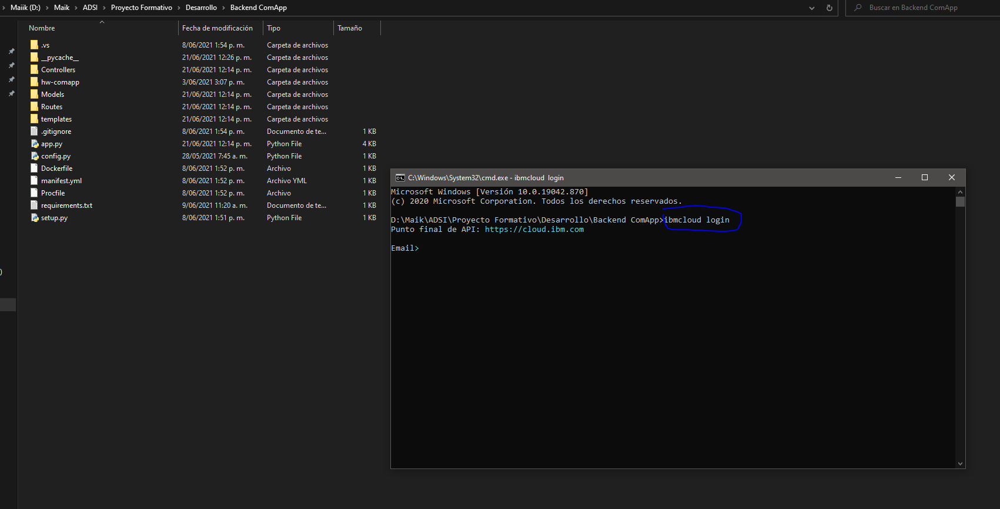 Maiik (D:) > Maik > ADSI > Proyecto Formativo > Desarrollo > Backend ComApp
Buscar en Backend ComApp
Nombre Fecha de modificación Tipo Tamaño
.vs 8/06/2021 1:54 p. m. Carpeta de archivos
__pycache__ 21/06/2021 12:26 p. m. Carpeta de archivos
Controllers 21/06/2021 12:14 p. m. Carpeta de archivos
hw-comapp 3/06/2021 3:07 p. m. Carpeta de archivos
Models 21/06/2021 12:14 p. m. Carpeta de archivos
Routes 21/06/2021 12:14 p. m. Carpeta de archivos
templates 21/06/2021 12:14 p. m. Carpeta de archivos
.gitignore 8/06/2021 1:54 p. m. Documento de te... 1 KB
app.py 21/06/2021 12:14 p. m. Python File 4 KB
config.py 28/05/2021 7:45 a. m. Python File 1 KB
Dockerfile 8/06/2021 1:52 p. m. Archivo 1 KB
manifest.yml 8/06/2021 1:52 p. m. Archivo YML 1 KB
Procfile 8/06/2021 1:52 p. m. Archivo 1 KB
requirements.txt 9/06/2021 11:20 a. m. Documento de te... 1 KB
setup.py 8/06/2021 1:51 p. m. Python File 1 KB
)
C:\Windows\System32\cmd.exe - ibmcloud login
Microsoft Windows [Versión 10.0.19042.870]
(c) 2020 Microsoft Corporation. Todos los derechos reservados.
D:\Maik\ADSI\Proyecto Formativo\Desarrollo\Backend ComApp>ibmcloud login
Punto final de API: https://cloud.ibm.com
Email>